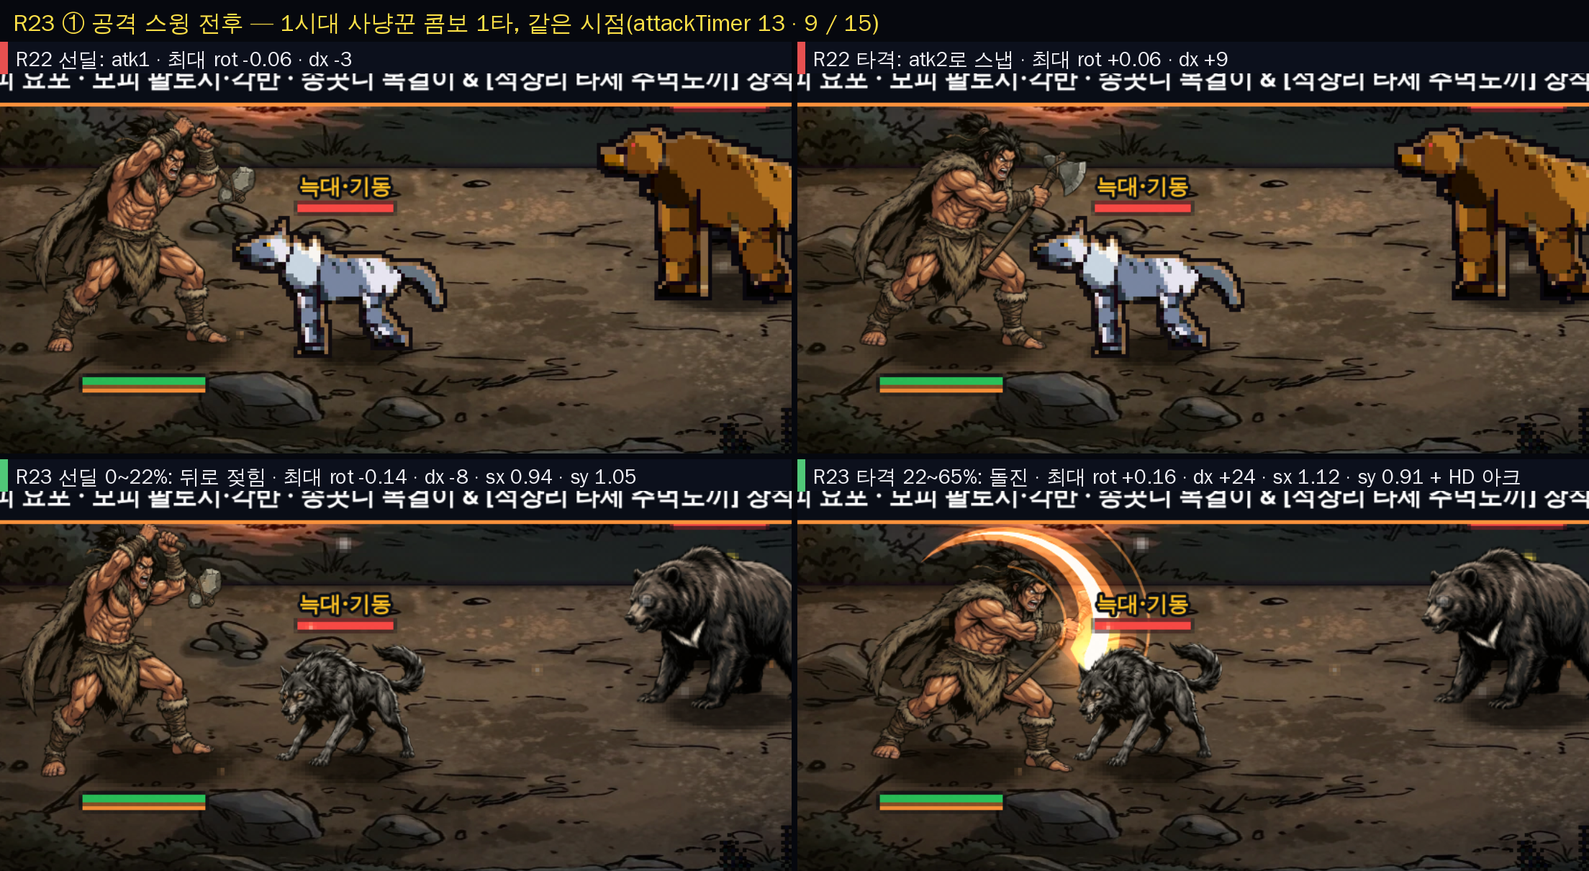 R23 ① 공격 스윙 전후 — 1시대 사냥꾼 콤보 1타, 같은 시점(attackTimer 13 · 9 / 15)
R22 선딜: atk1 · 최대 rot -0.06 · dx -3
R22 타격: atk2로 스냅 · 최대 rot +0.06 · dx +9
늑대·기동
늑대·기동
R23 선딜 0~22%: 뒤로 젖힘 · 최대 rot -0.14 · dx -8 · sx 0.94 · sy 1.05
R23 타격 22~65%: 돌진 · 최대 rot +0.16 · dx +24 · sx 1.12 · sy 0.91 + HD 아크
늑대·기동
늑대·기동